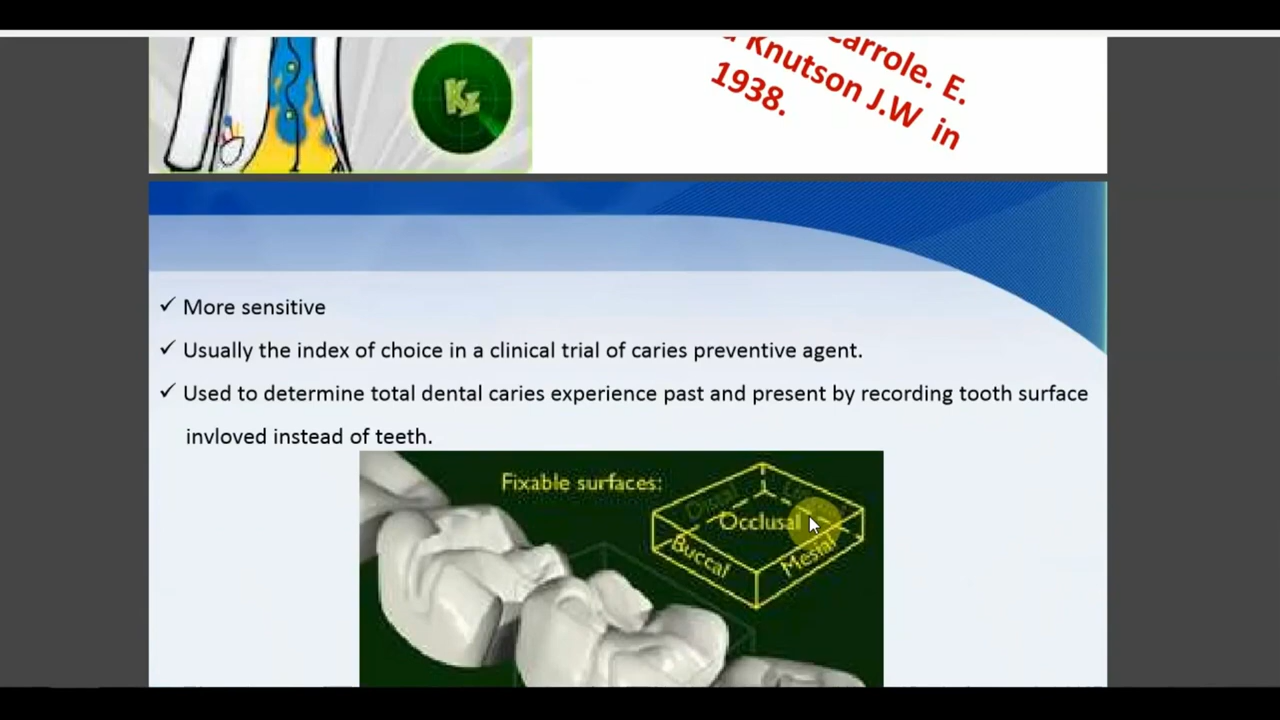 Carrole. E.
Knutson J.W in
1938.
Kz
More sensitive
Usually the index of choice in a clinical trial of caries preventive agent.
Used to determine total dental caries experience past and present by recording tooth surface
invloved instead of teeth.
Fixable surfaces:
Distal
Occlusal
Buccal
Mesial